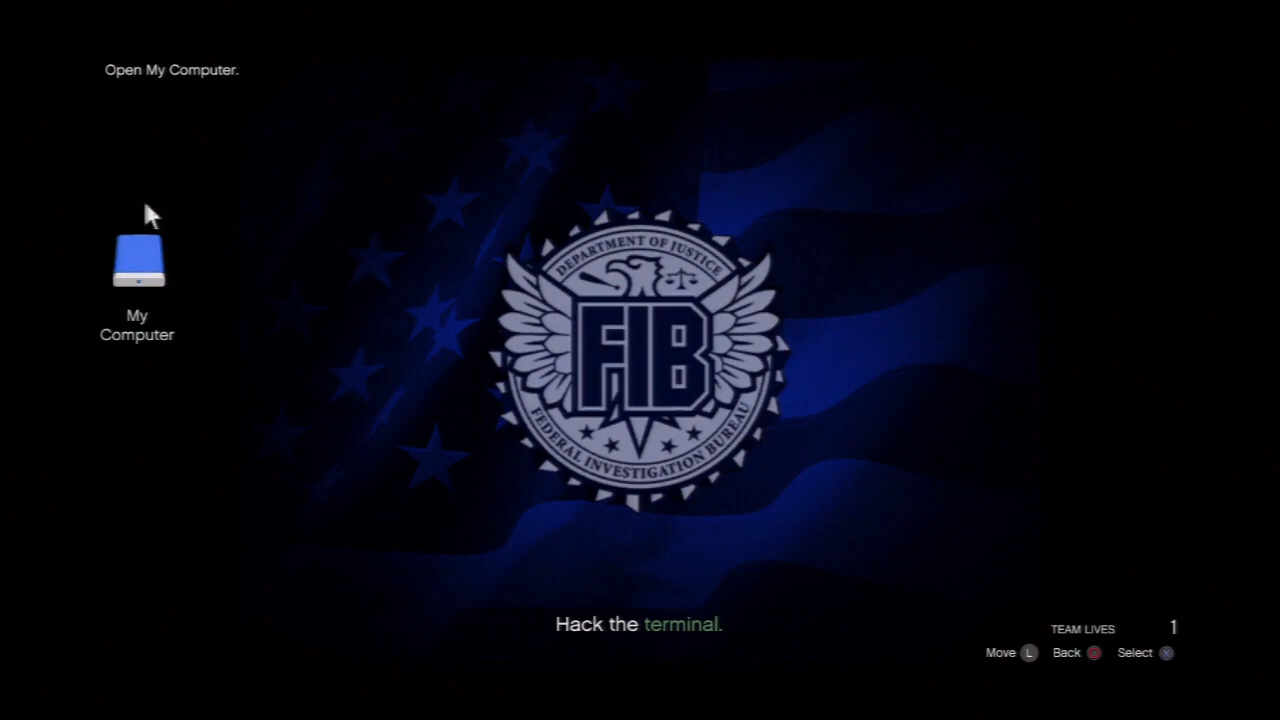 Open My Computer.
My
Computer
DEPARTMENT OF JUSTICE
FIB
FEDERAL INVESTIGATION BUREAU
Hack the terminal.
TEAM LIVES 1
Move L Back Select